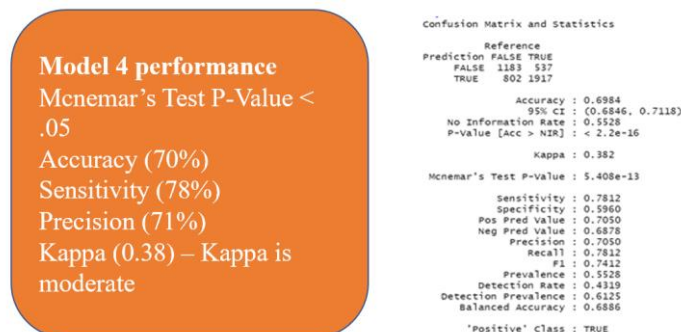 Model 4 performance
Mcnemar's Test P-Value <
.05
Accuracy (70%)
Sensitivity (78%)
Precision (71%)
Kappa (0.38) – Kappa is
moderate
Confusion Matrix and Statistics
Reference
Prediction FALSE TRUE
FALSE 1183 537
TRUE 802 1917
Accuracy : 0.6984
95% CI : (0.6846, 0.7118)
No Information Rate : 0.5528
P-Value [Acc > NIR] : < 2.2e-16
Kappa : 0.382
Mcnemar's Test P-Value : 5.408e-13
Sensitivity : 0.7812
Specificity : 0.5960
Pos Pred Value : 0.7050
Neg Pred Value : 0.6878
Precision : 0.7050
Recall : 0.7812
F1 : 0.7412
Prevalence : 0.5528
Detection Rate : 0.4319
Detection Prevalence : 0.6125
Balanced Accuracy : 0.6886
'Positive' Class : TRUE